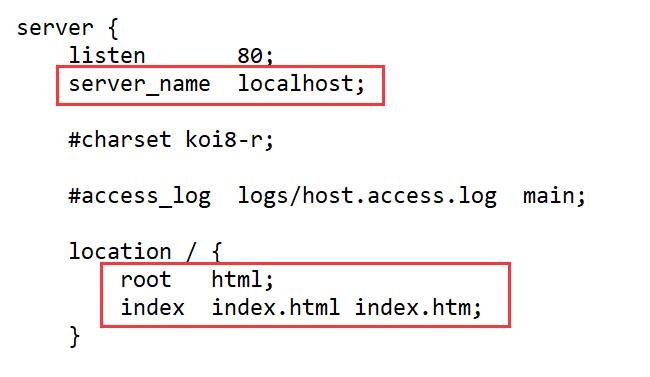 server {
    listen       80;
    server_name  localhost;
    #charset koi8-r;
    #access_log  logs/host.access.log  main;
    location / {
        root   html;
        index  index.html index.htm;
    }